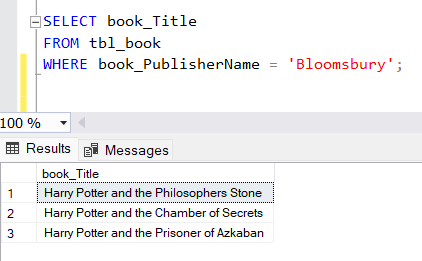 SELECT book_Title
FROM tbl_book
WHERE book_PublisherName = 'Bloomsbury';
100 %
Results Messages
book_Title
1 Harry Potter and the Philosophers Stone
2 Harry Potter and the Chamber of Secrets
3 Harry Potter and the Prisoner of Azkaban